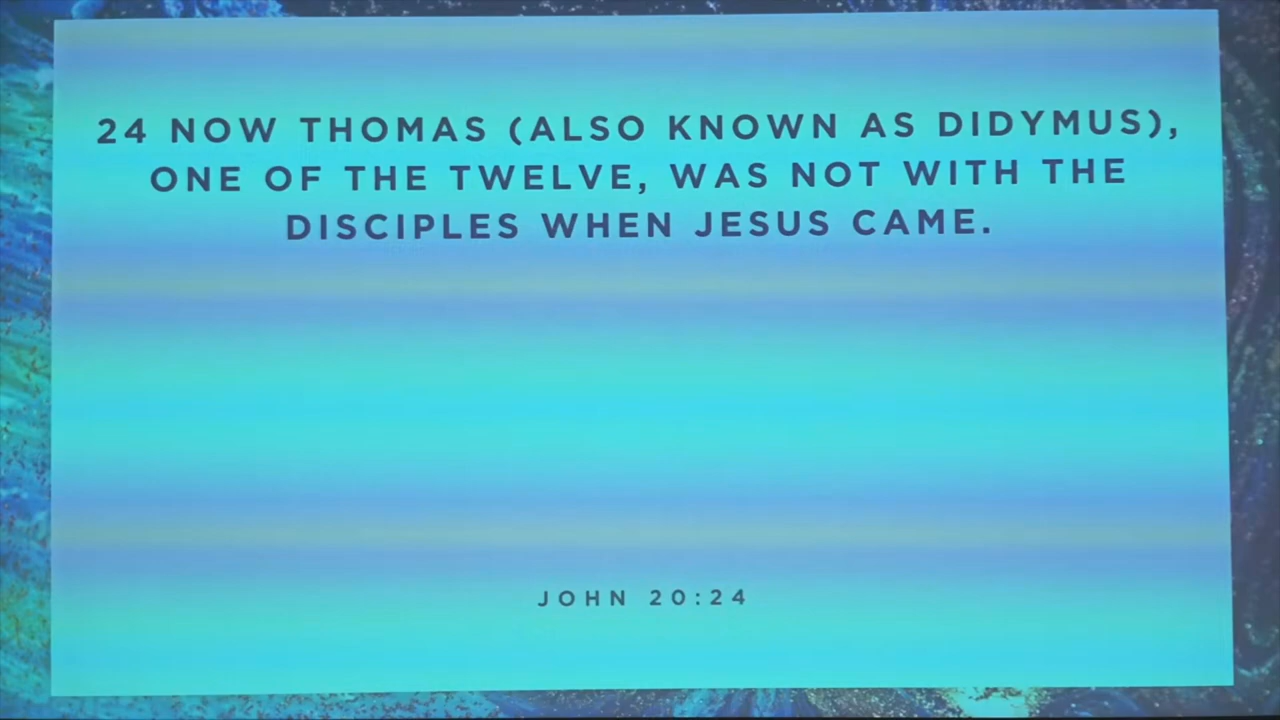 24 NOW THOMAS (ALSO KNOWN AS DIDYMUS),
ONE OF THE TWELVE, WAS NOT WITH THE
DISCIPLES WHEN JESUS CAME.
JOHN 20:24